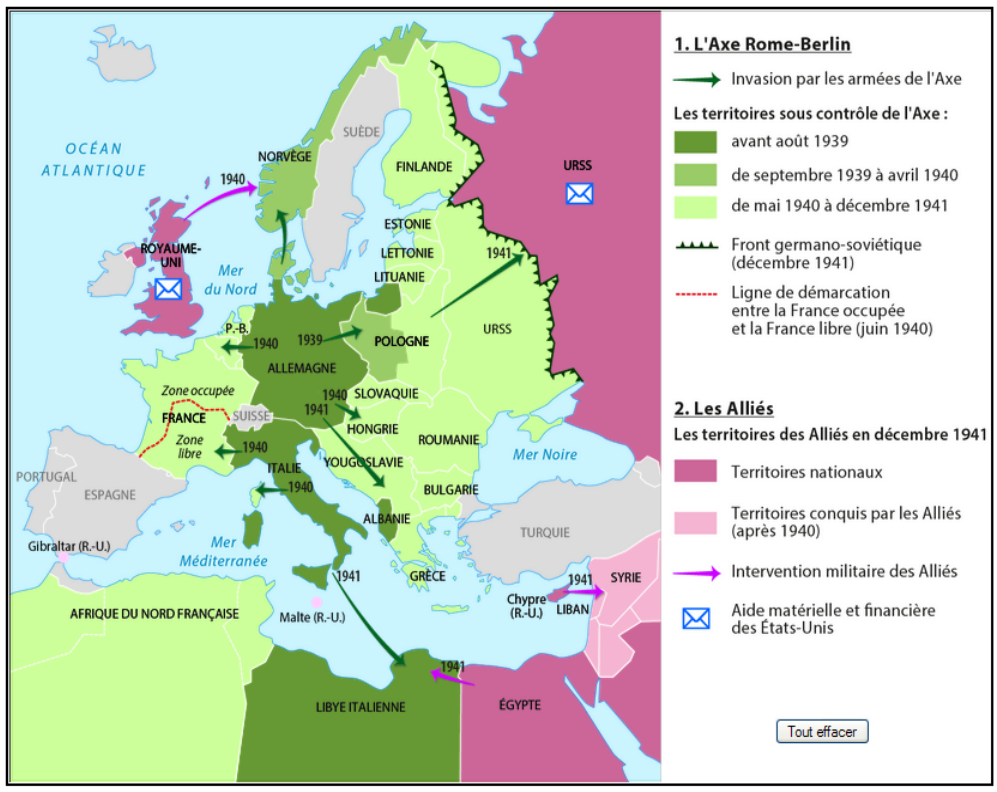 OCÉAN
ATLANTIQUE
SUÈDE
NORVÈGE
FINLANDE
URSS
1940
ROYAUME-
UNI
Mer
du Nord
ESTONIE
LETTONIE
LITUANIE
1941
P.-B.
1940
1939
POLOGNE
URSS
ALLEMAGNE
Zone occupée
1940
SLOVAQUIE
FRANCE
SUISSE
1941
HONGRIE
Zone
libre
1940
ROUMANIE
Mer Noire
ITALIE
YOUGOSLAVIE
PORTUGAL
ESPAGNE
1940
BULGARIE
ALBANIE
TURQUIE
Gibraltar (R.-U.)
Mer
Méditerranée
1941
GRÈCE
1941
SYRIE
Chypre
(R.-U.)
LIBAN
AFRIQUE DU NORD FRANÇAISE
Malte (R.-U.)
1941
LIBYE ITALIENNE
ÉGYPTE
1. L'Axe Rome-Berlin
Invasion par les armées de l'Axe
Les territoires sous contrôle de l'Axe :
avant août 1939
de septembre 1939 à avril 1940
de mai 1940 à décembre 1941
Front germano-soviétique
(décembre 1941)
Ligne de démarcation
entre la France occupée
et la France libre (juin 1940)
2. Les Alliés
Les territoires des Alliés en décembre 1941
Territoires nationaux
Territoires conquis par les Alliés
(après 1940)
Intervention militaire des Alliés
Aide matérielle et financière
des États-Unis
Tout effacer